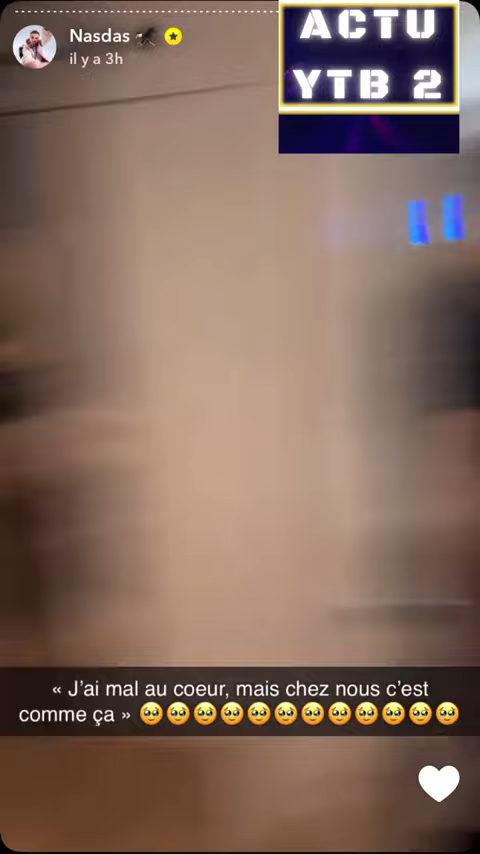 Nasdas 🦟
il y a 3h
ACTU
YTB 2
« J'ai mal au coeur, mais chez nous c'est
comme ça » 🥹🥹🥹🥹🥹🥹🥹🥹🥹🥹🥹🥹